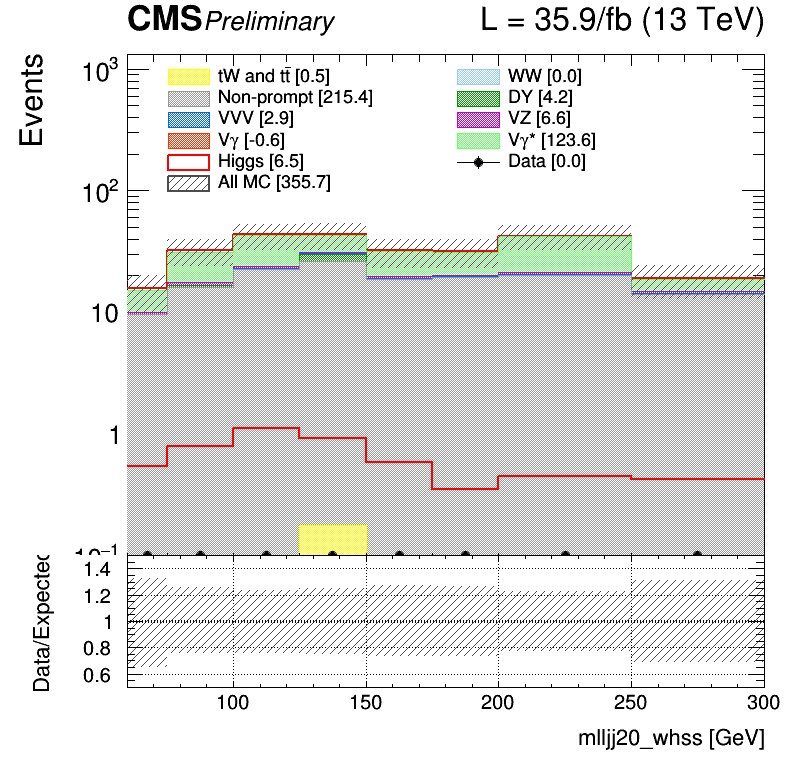 CMS Preliminary L = 35.9/fb (13 TeV)
Events
10³
10²
10
1
10⁻¹
tW and tt̄ [0.5] WW [0.0]
Non-prompt [215.4] DY [4.2]
VVV [2.9] VZ [6.6]
Vγ [-0.6] Vγ* [123.6]
Higgs [6.5] Data [0.0]
All MC [355.7]
Data/Expected
1.4
1.2
1
0.8
0.6
100 150 200 250 300
mlljj20_whss [GeV]